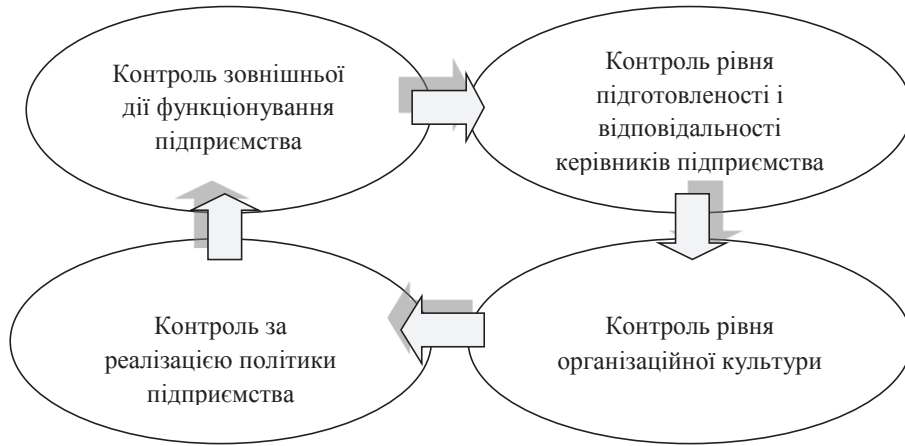 Контроль зовнішньої
дії функціонування
підприємства
Контроль рівня
підготовленості і
відповідальності
керівників підприємства
Контроль за
реалізацією політики
підприємства
Контроль рівня
організаційної культури